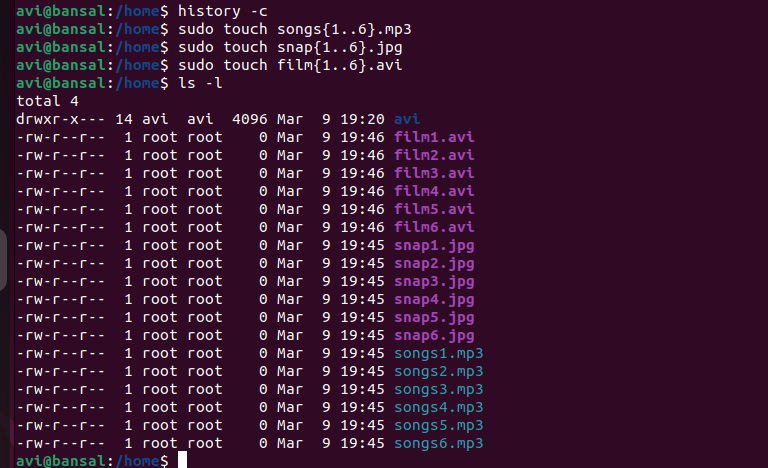 avi@bansal:/home$ history -c
avi@bansal:/home$ sudo touch songs{1..6}.mp3
avi@bansal:/home$ sudo touch snap{1..6}.jpg
avi@bansal:/home$ sudo touch film{1..6}.avi
avi@bansal:/home$ ls -l
total 4
drwxr-x--- 14 avi  avi  4096 Mar  9 19:20 avi
-rw-r--r--  1 root root    0 Mar  9 19:46 film1.avi
-rw-r--r--  1 root root    0 Mar  9 19:46 film2.avi
-rw-r--r--  1 root root    0 Mar  9 19:46 film3.avi
-rw-r--r--  1 root root    0 Mar  9 19:46 film4.avi
-rw-r--r--  1 root root    0 Mar  9 19:46 film5.avi
-rw-r--r--  1 root root    0 Mar  9 19:46 film6.avi
-rw-r--r--  1 root root    0 Mar  9 19:45 snap1.jpg
-rw-r--r--  1 root root    0 Mar  9 19:45 snap2.jpg
-rw-r--r--  1 root root    0 Mar  9 19:45 snap3.jpg
-rw-r--r--  1 root root    0 Mar  9 19:45 snap4.jpg
-rw-r--r--  1 root root    0 Mar  9 19:45 snap5.jpg
-rw-r--r--  1 root root    0 Mar  9 19:45 snap6.jpg
-rw-r--r--  1 root root    0 Mar  9 19:45 songs1.mp3
-rw-r--r--  1 root root    0 Mar  9 19:45 songs2.mp3
-rw-r--r--  1 root root    0 Mar  9 19:45 songs3.mp3
-rw-r--r--  1 root root    0 Mar  9 19:45 songs4.mp3
-rw-r--r--  1 root root    0 Mar  9 19:45 songs5.mp3
-rw-r--r--  1 root root    0 Mar  9 19:45 songs6.mp3
avi@bansal:/home$